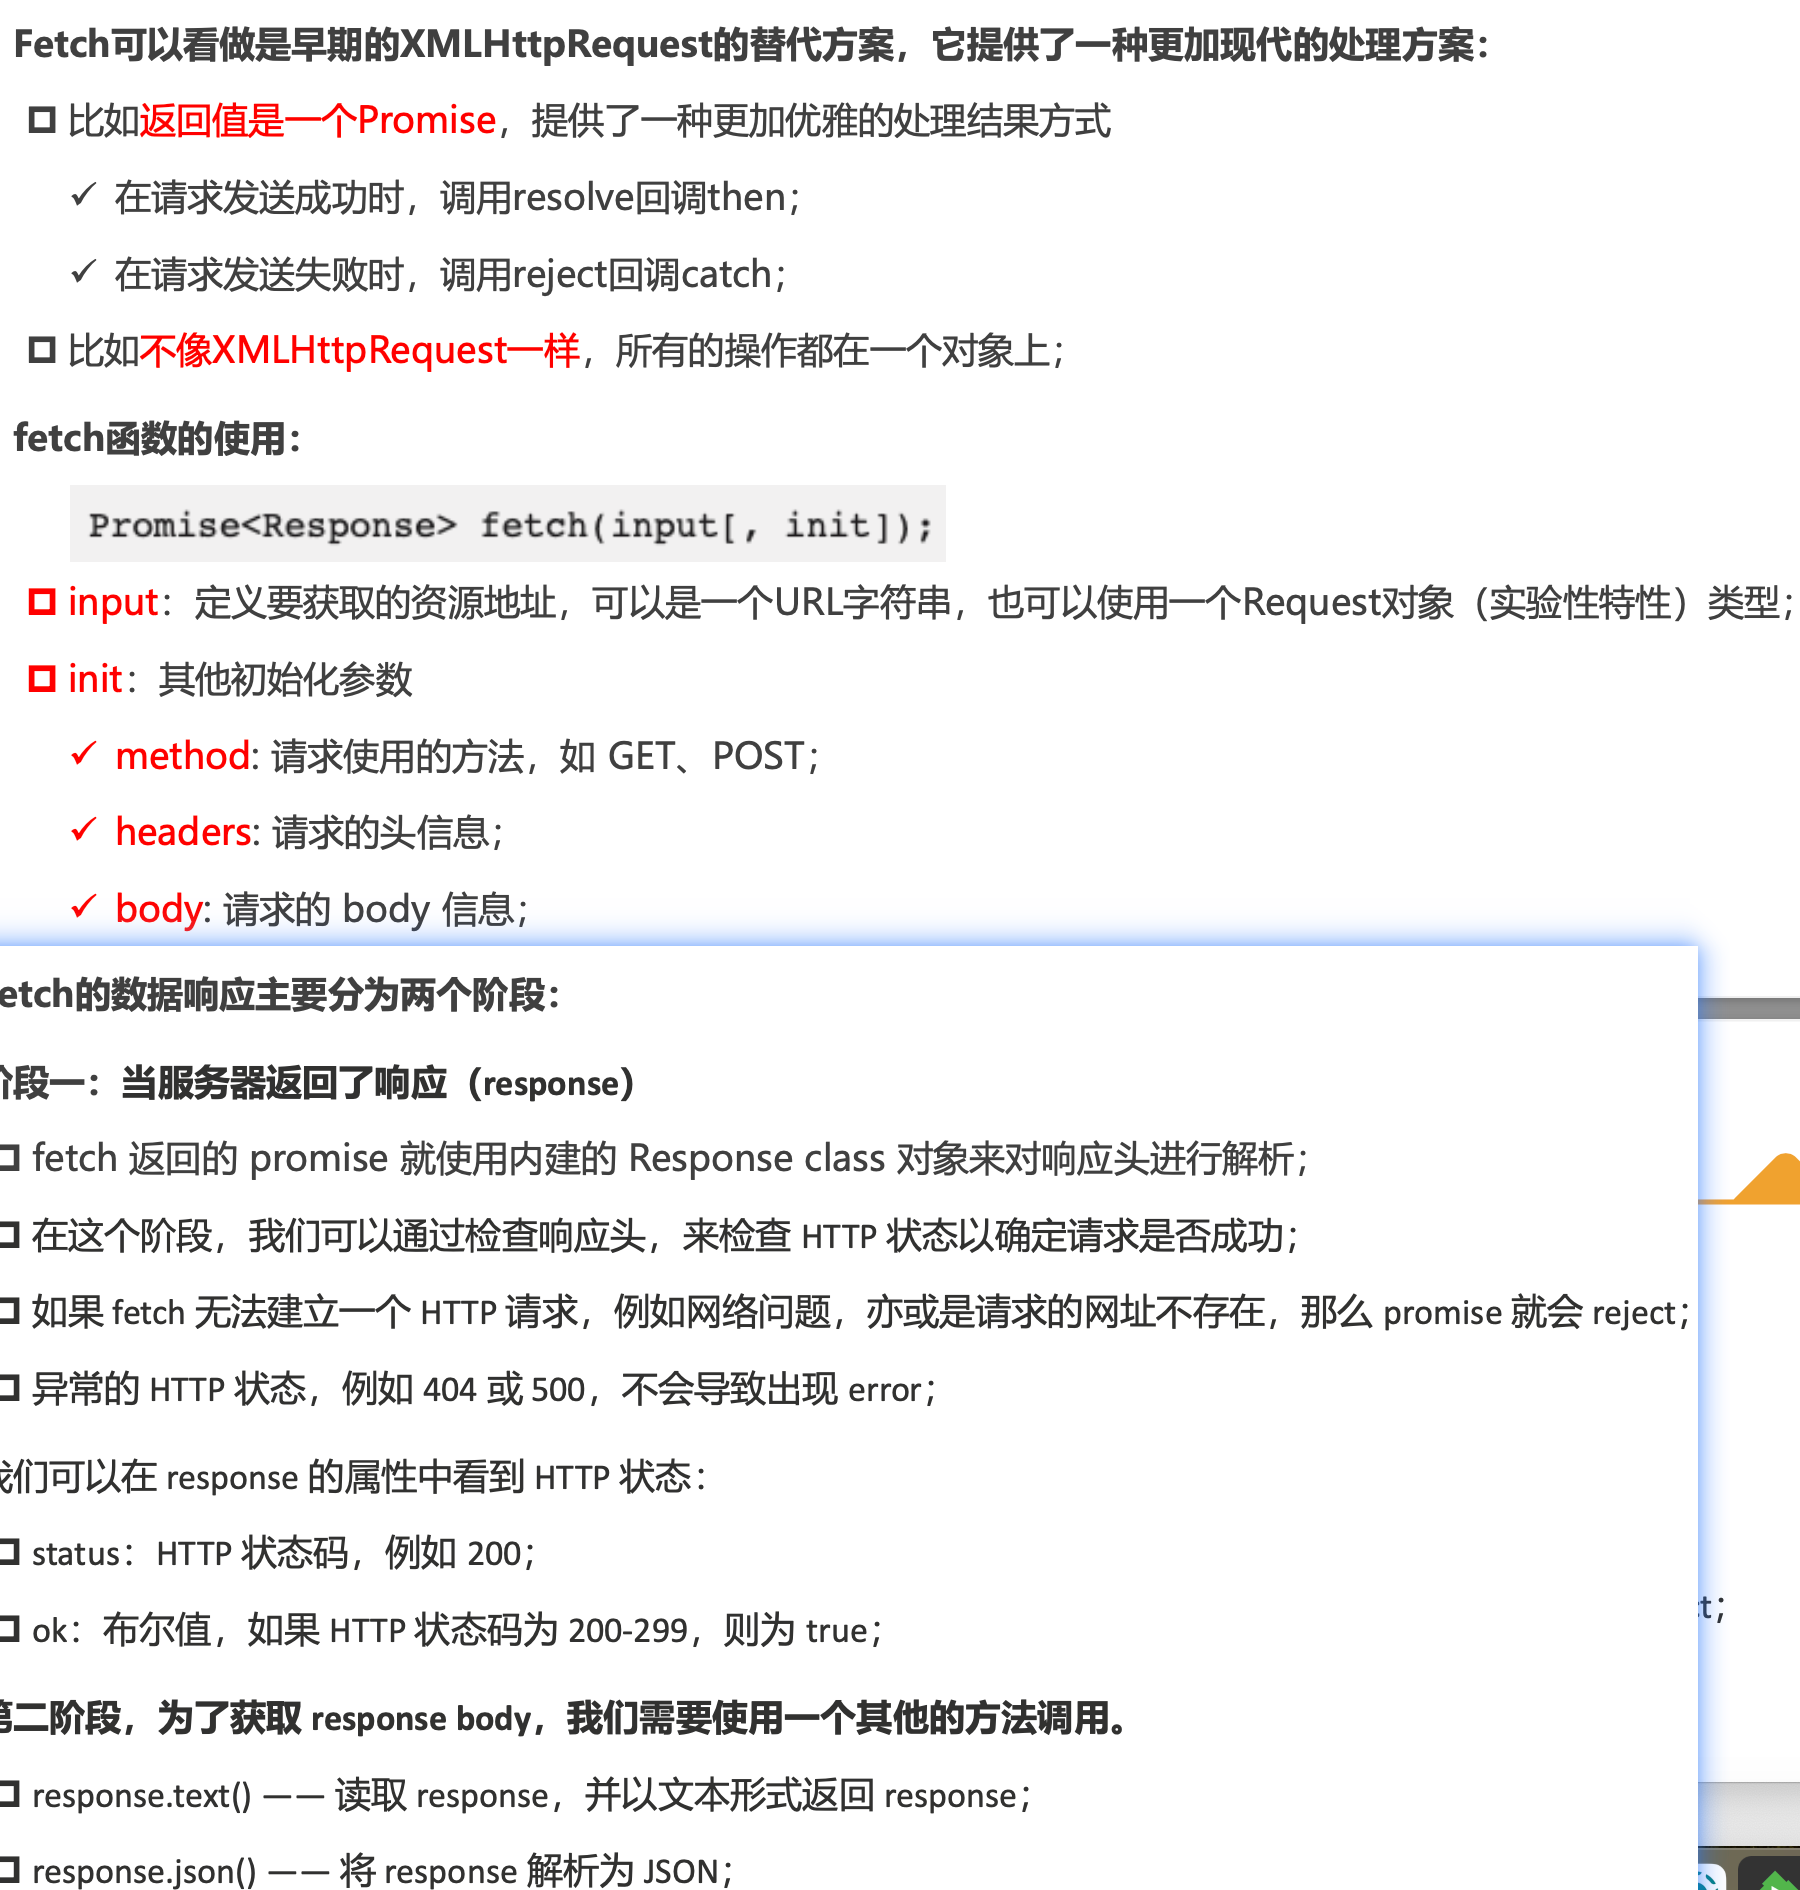 Fetch可以看做是早期的XMLHttpRequest的替代方案，它提供了一种更加现代的处理方案：
比如返回值是一个Promise，提供了一种更加优雅的处理结果方式
在请求发送成功时，调用resolve回调then；
在请求发送失败时，调用reject回调catch；
比如不像XMLHttpRequest一样，所有的操作都在一个对象上；
fetch函数的使用：
Promise<Response> fetch(input[, init]);
input：定义要获取的资源地址，可以是一个URL字符串，也可以使用一个Request对象（实验性特性）类型；
init：其他初始化参数
method: 请求使用的方法，如 GET、POST；
headers: 请求的头信息；
body: 请求的 body 信息；
etch的数据响应主要分为两个阶段：
阶段一：当服务器返回了响应（response）
fetch 返回的 promise 就使用内建的 Response class 对象来对响应头进行解析；
在这个阶段，我们可以通过检查响应头，来检查 HTTP 状态以确定请求是否成功；
如果 fetch 无法建立一个 HTTP 请求，例如网络问题，亦或是请求的网址不存在，那么 promise 就会 reject；
异常的 HTTP 状态，例如 404 或 500，不会导致出现 error；
我们可以在 response 的属性中看到 HTTP 状态：
status：HTTP 状态码，例如 200；
ok：布尔值，如果 HTTP 状态码为 200-299，则为 true；
ct；
第二阶段，为了获取 response body，我们需要使用一个其他的方法调用。
response.text() —— 读取 response，并以文本形式返回 response；
response.json() —— 将 response 解析为 JSON；